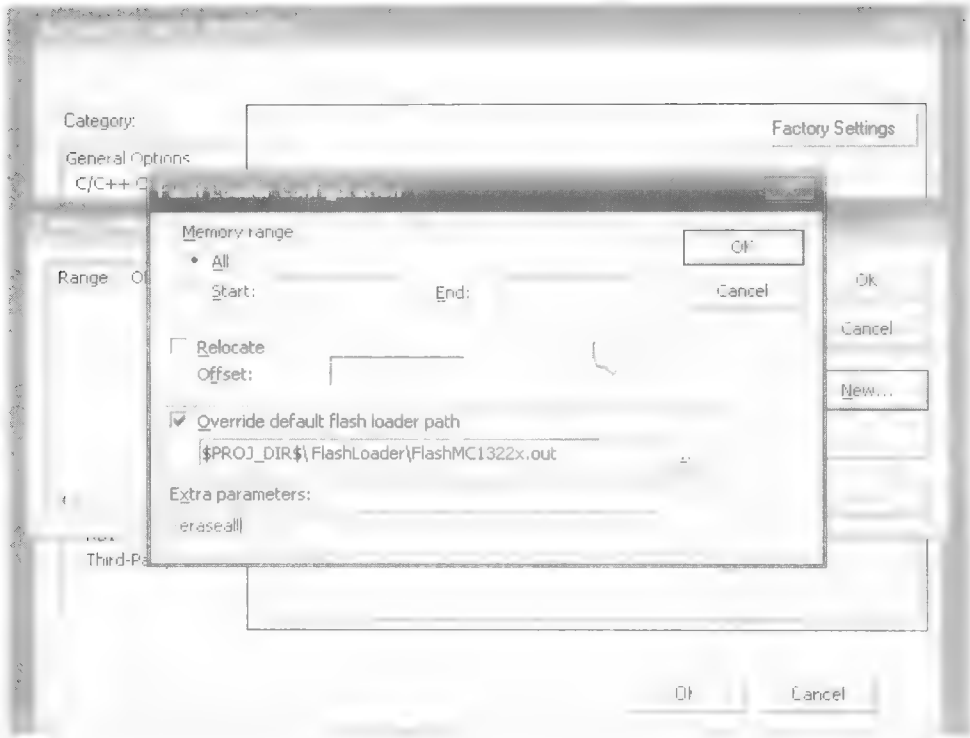 Category:
Factory Settings
General Options
C/C++
Memory range
OK
All
Range
Start:
End:
Cancel
Ok
Cancel
Relocate
Offset:
New...
Override default flash loader path
$PROJ_DIR$\FlashLoader\FlashMC1322x.out
Extra parameters:
eraseall
Third-Pa
Cancel